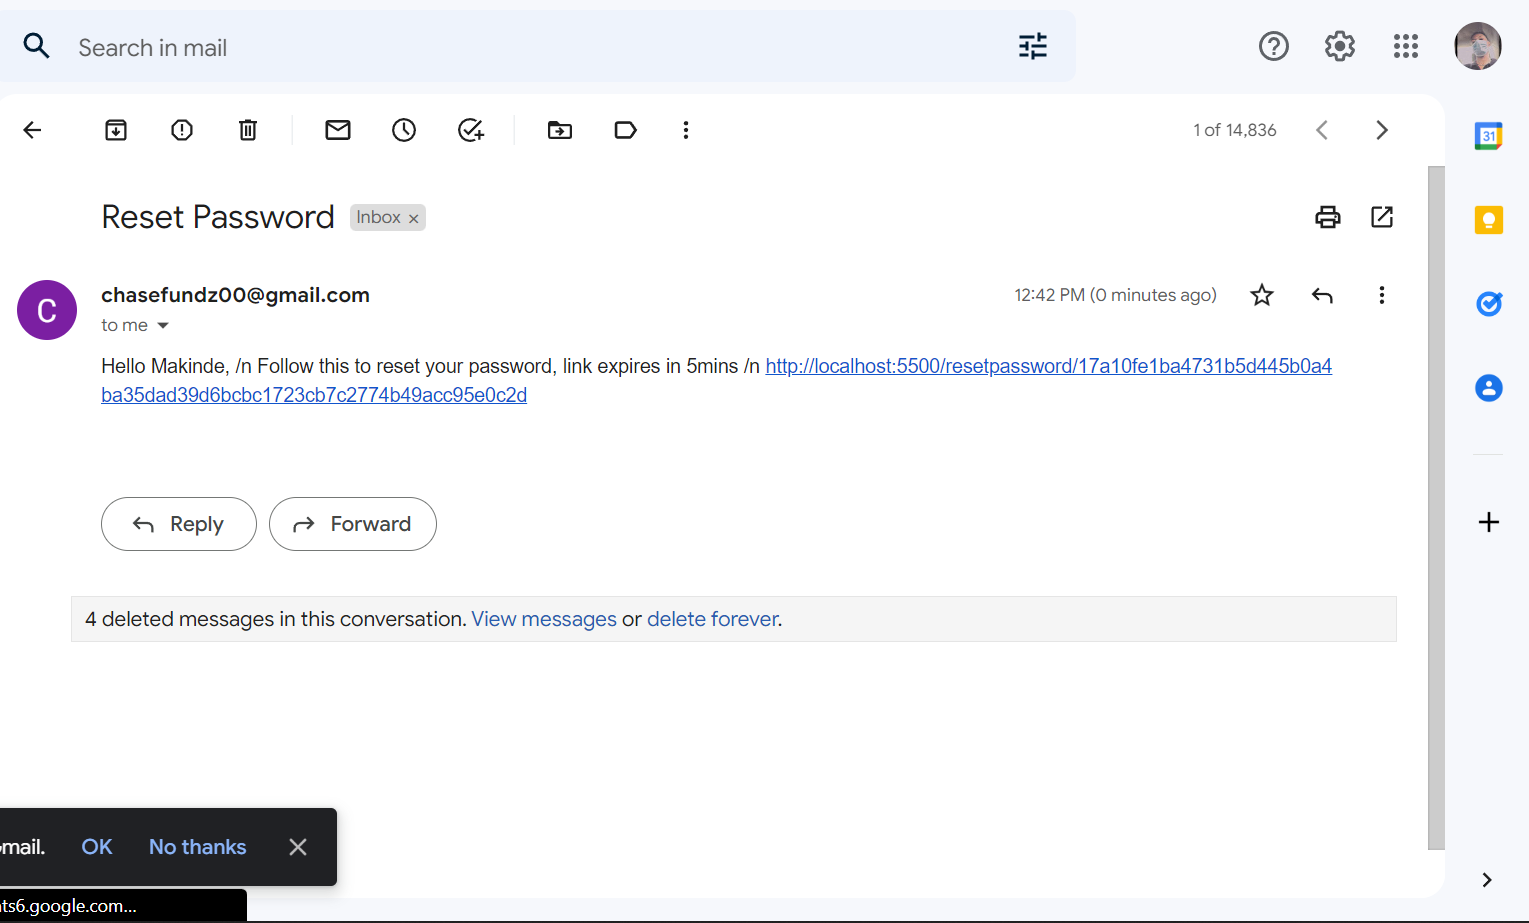 Search in mail
1 of 14,836
31
Reset Password Inbox ×
C
chasefundz00@gmail.com
12:42 PM (0 minutes ago)
to me
Hello Makinde, /n Follow this to reset your password, link expires in 5mins /n http://localhost:5500/resetpassword/17a10fe1ba4731b5d445b0a4
ba35dad39d6bcbc1723cb7c2774b49acc95e0c2d
Reply
Forward
4 deleted messages in this conversation. View messages or delete forever.
mail. OK No thanks
ts6.google.com...